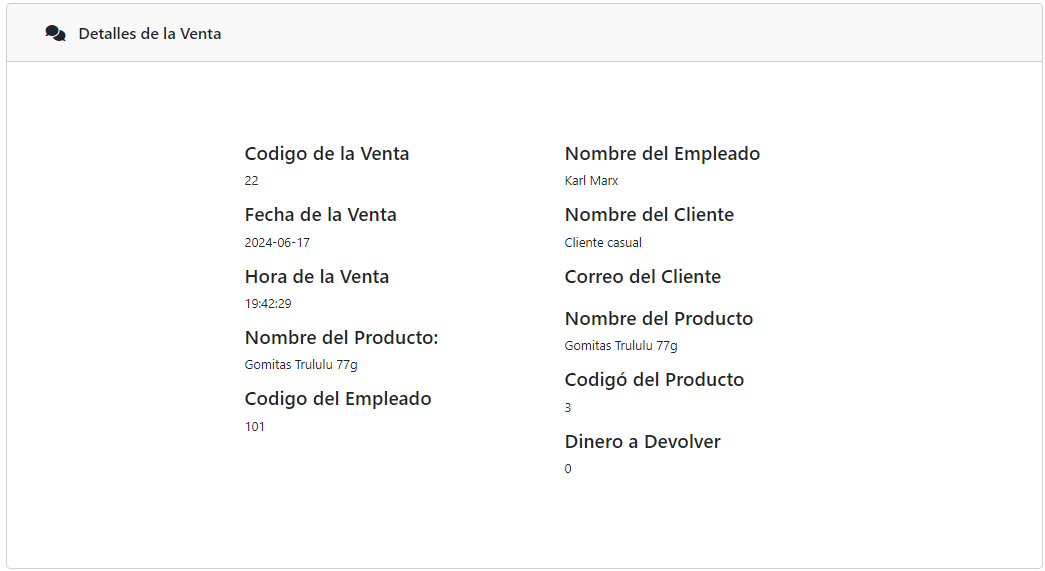 Detalles de la Venta
Codigo de la Venta
22
Fecha de la Venta
2024-06-17
Hora de la Venta
19:42:29
Nombre del Producto:
Gomitas Trululu 77g
Codigo del Empleado
101
Nombre del Empleado
Karl Marx
Nombre del Cliente
Cliente casual
Correo del Cliente
Nombre del Producto
Gomitas Trululu 77g
Codigó del Producto
3
Dinero a Devolver
0